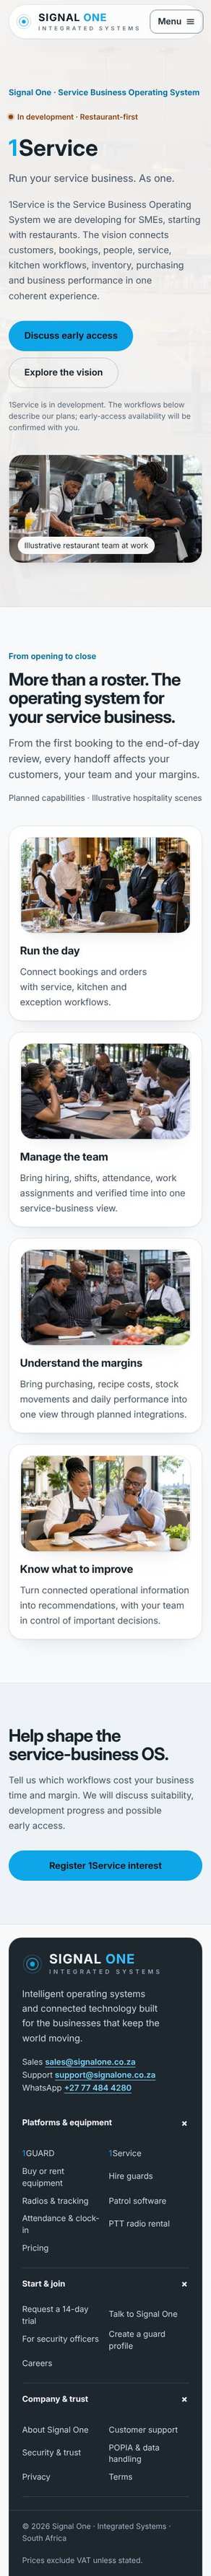 SIGNAL ONE
INTEGRATED SYSTEMS
Menu
Signal One · Service Business Operating System
In development · Restaurant-first
1Service
Run your service business. As one.
1Service is the Service Business Operating
System we are developing for SMEs, starting
with restaurants. The vision connects
customers, bookings, people, service,
kitchen workflows, inventory, purchasing
and business performance in one
coherent experience.
Discuss early access
Explore the vision
1Service is in development. The workflows below
describe our plans; early-access availability will be
confirmed with you.
Illustrative restaurant team at work
From opening to close
More than a roster. The
operating system for
your service business.
From the first booking to the end-of-day
review, every handoff affects your
customers, your team and your margins.
Planned capabilities · Illustrative hospitality scenes
Run the day
Connect bookings and orders
with service, kitchen and
exception workflows.
Manage the team
Bring hiring, shifts, attendance, work
assignments and verified time into one
service-business view.
Understand the margins
Bring purchasing, recipe costs, stock
movements and daily performance into
one view through planned integrations.
Know what to improve
Turn connected operational information
into recommendations, with your team
in control of important decisions.
Help shape the
service-business OS.
Tell us which workflows cost your business
time and margin. We will discuss suitability,
development progress and possible
early access.
Register 1Service interest
SIGNAL ONE
INTEGRATED SYSTEMS
Intelligent operating systems
and connected technology built
for the businesses that keep the
world moving.
Sales sales@signalone.co.za
Support support@signalone.co.za
WhatsApp +27 77 484 4280
Platforms & equipment
1GUARD
1Service
Buy or rent
equipment
Hire guards
Radios & tracking
Patrol software
Attendance & clock-
in
PTT radio rental
Pricing
Start & join
Request a 14-day
trial
Talk to Signal One
For security officers
Create a guard
profile
Careers
Company & trust
About Signal One
Customer support
Security & trust
POPIA & data
handling
Privacy
Terms
© 2026 Signal One · Integrated Systems ·
South Africa
Prices exclude VAT unless stated.